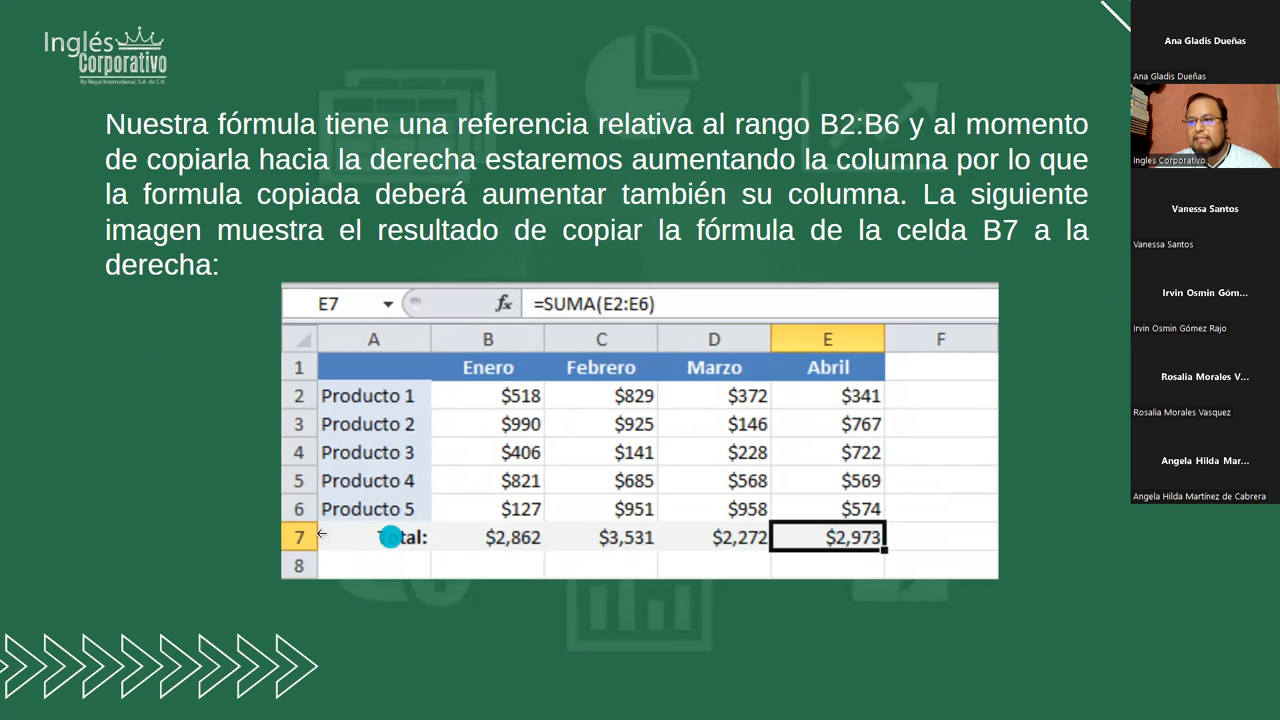 Inglés
Corporativo
By Regal International, S.A. de C.V.
Nuestra fórmula tiene una referencia relativa al rango B2:B6 y al momento
de copiarla hacia la derecha estaremos aumentando la columna por lo que
la formula copiada deberá aumentar también su columna. La siguiente
imagen muestra el resultado de copiar la fórmula de la celda B7 a la
derecha:
E7 fx =SUMA(E2:E6)
A B C D E F
1 Enero Febrero Marzo Abril
2 Producto 1 $518 $829 $372 $341
3 Producto 2 $990 $925 $146 $767
4 Producto 3 $406 $141 $228 $722
5 Producto 4 $821 $685 $568 $569
6 Producto 5 $127 $951 $958 $574
7 Total: $2,862 $3,531 $2,272 $2,973
8
Ana Gladis Dueñas
Ana Gladis Dueñas
Ingles Corporativo
Vanessa Santos
Vanessa Santos
Irvin Osmin Góm...
Irvin Osmin Gómez Rajo
Rosalia Morales V...
Rosalia Morales Vasquez
Angela Hilda Mar...
Angela Hilda Martínez de Cabrera